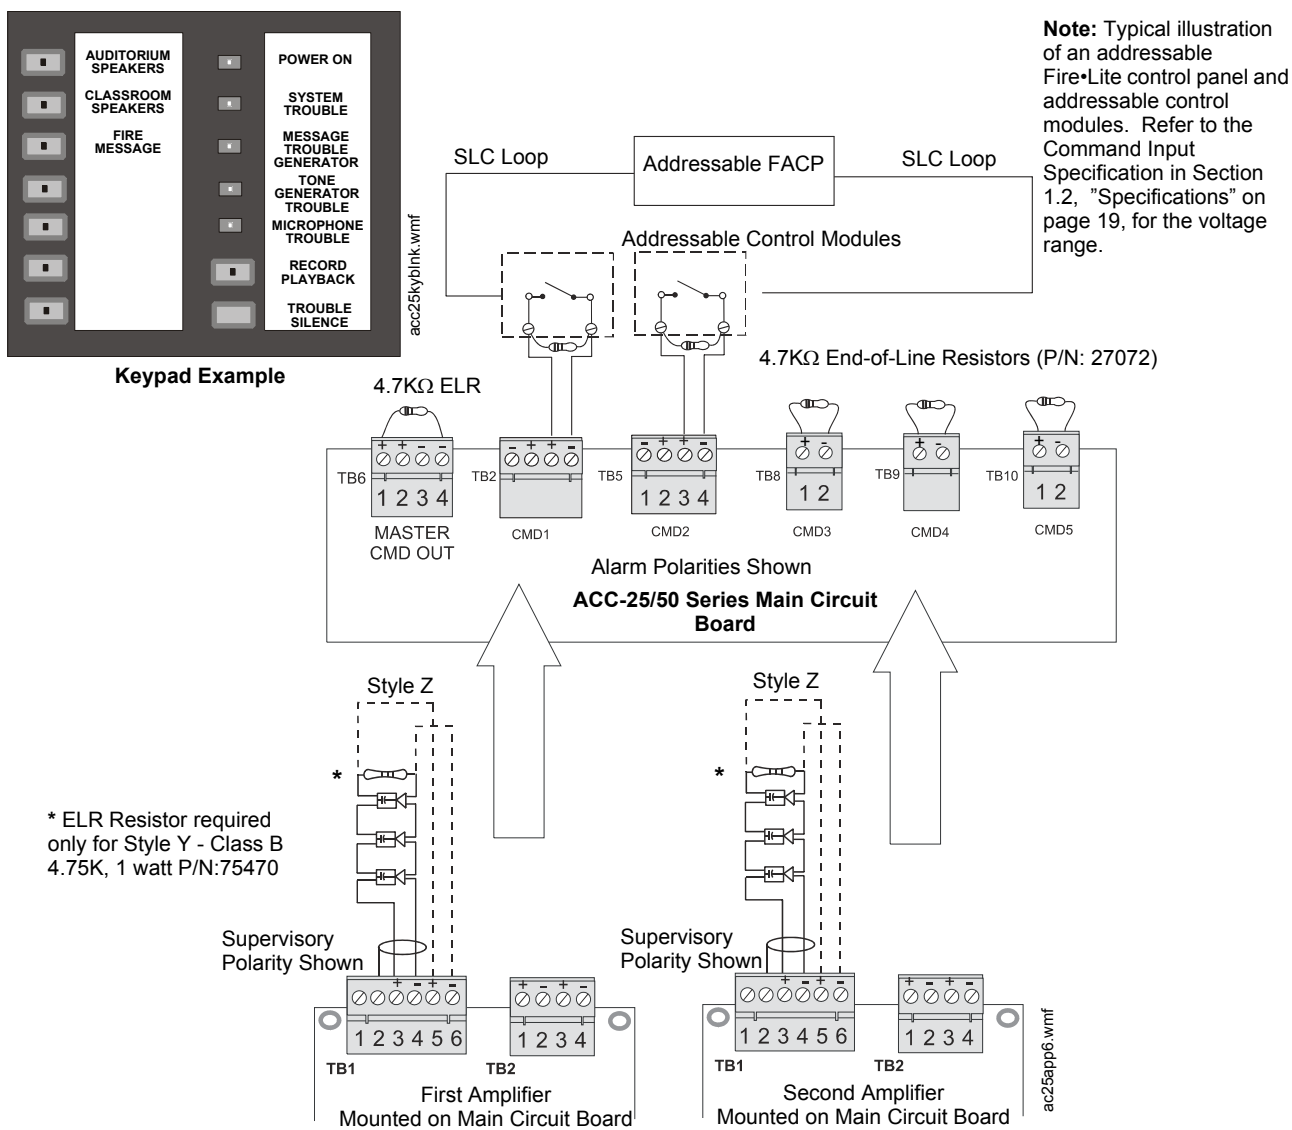 AUDITORIUM
SPEAKERS
CLASSROOM
SPEAKERS
FIRE
MESSAGE
POWER ON
SYSTEM
TROUBLE
MESSAGE
TROUBLE
GENERATOR
TONE
GENERATOR
TROUBLE
MICROPHONE
TROUBLE
RECORD
PLAYBACK
TROUBLE
SILENCE
acc25kyblnk.wmf
Keypad Example
Note: Typical illustration
of an addressable
Fire•Lite control panel and
addressable control
modules.  Refer to the
Command Input
Specification in Section
1.2,  ”Specifications” on
page 19, for the voltage
range.
SLC Loop
Addressable FACP
SLC Loop
Addressable Control Modules
4.7KΩ ELR
4.7KΩ End-of-Line Resistors (P/N: 27072)
+ + - -
TB6
1 2 3 4
MASTER
CMD OUT
- + + -
TB2
CMD1
- + + -
TB5
1 2 3 4
CMD2
+ -
TB8
1 2
CMD3
+ -
TB9
CMD4
+ -
TB10
1 2
CMD5
Alarm Polarities Shown
ACC-25/50 Series Main Circuit
Board
Style Z
*
* ELR Resistor required
only for Style Y - Class B
4.75K, 1 watt P/N:75470
Supervisory
Polarity Shown
+ - + -
1 2 3 4 5 6
TB1
+ - + -
1 2 3 4
TB2
First Amplifier
Mounted on Main Circuit Board
Style Z
*
Supervisory
Polarity Shown
+ - + -
1 2 3 4 5 6
TB1
+ - + -
1 2 3 4
TB2
Second Amplifier
Mounted on Main Circuit Board
ac25app6.wmf